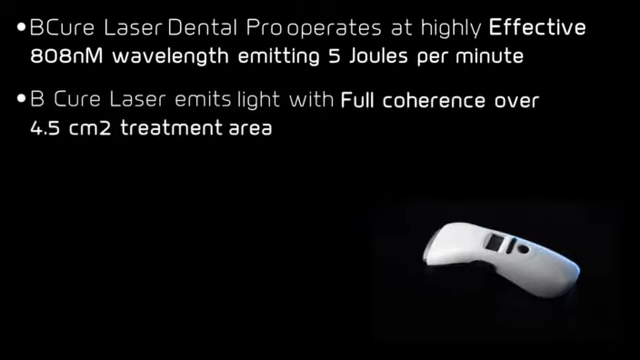 •BCure Laser Dental Pro operates at highly Effective
808nM wavelength emitting 5 Joules per minute
•B Cure Laser emits light with Full coherence over
4.5 cm2 treatment area